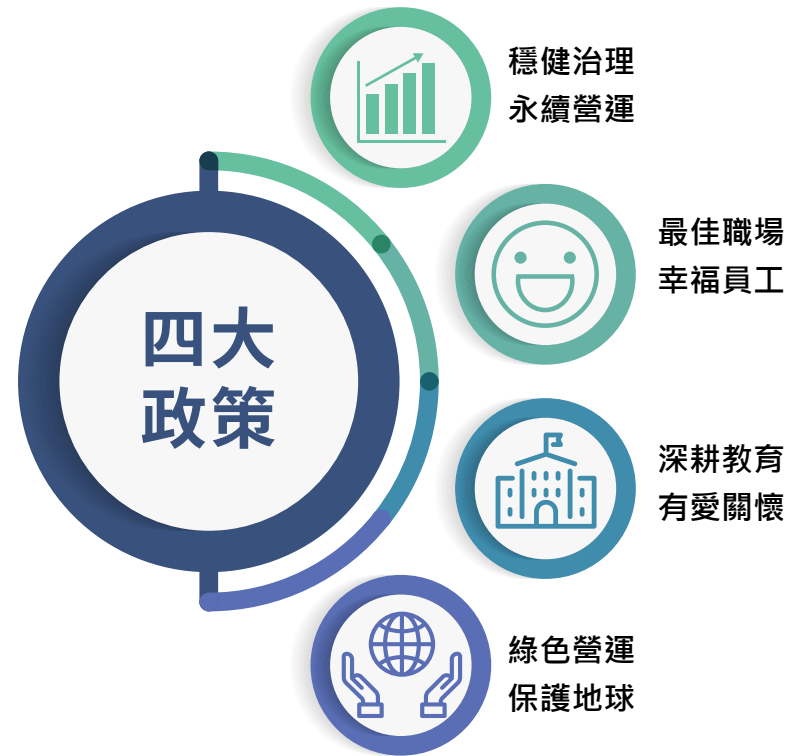 四大
政策
穩健治理
永續營運
最佳職場
幸福員工
深耕教育
有愛關懷
綠色營運
保護地球